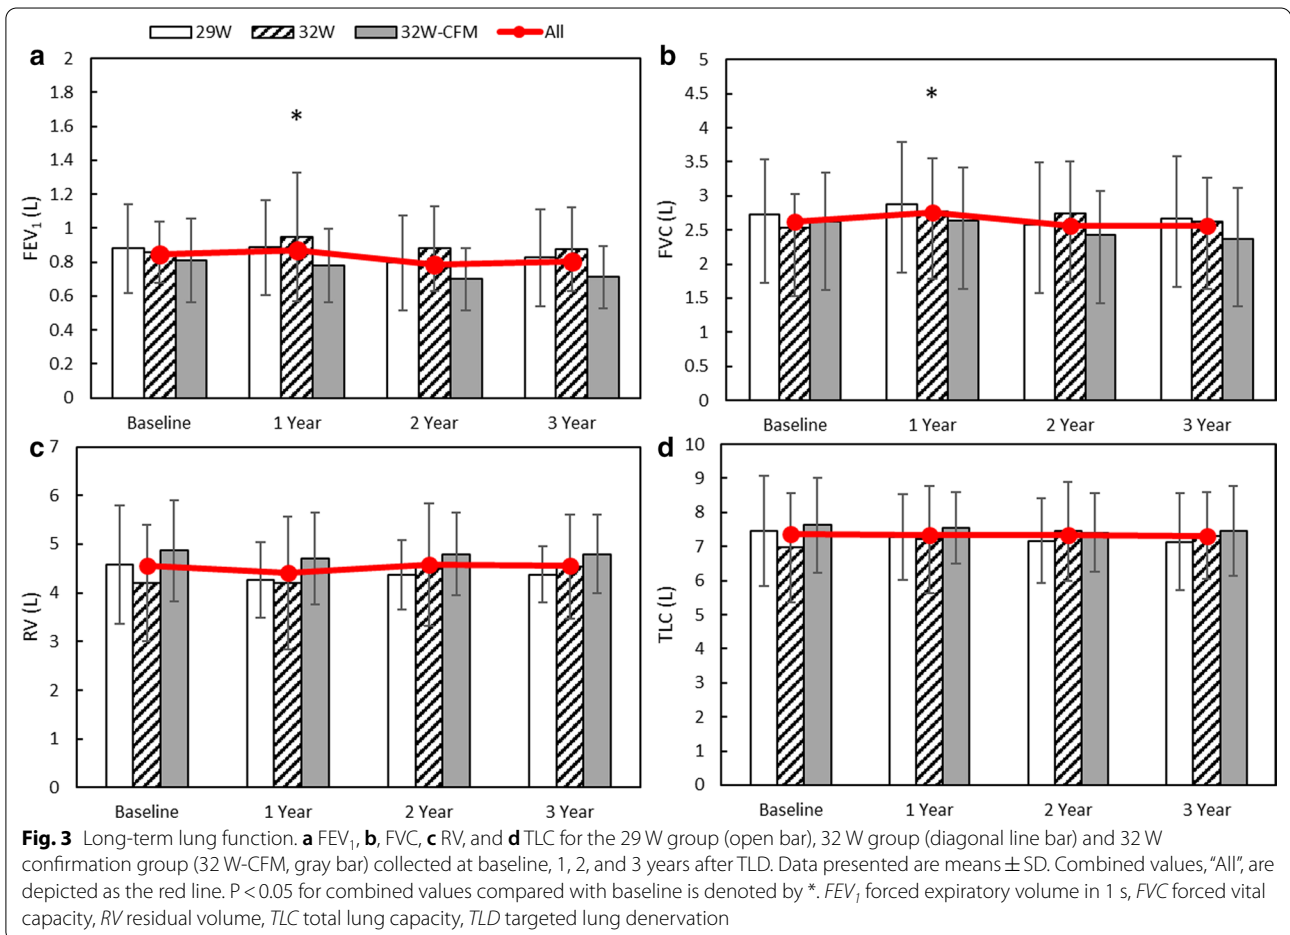 29W 32W 32W-CFM All
a
2
1.8
1.6
1.4
1.2
1
0.8
0.6
0.4
0.2
0
FEV₁ (L)
*
Baseline 1 Year 2 Year 3 Year
b
5
4.5
4
3.5
3
2.5
2
1.5
1
0.5
0
FVC (L)
*
Baseline 1 Year 2 Year 3 Year
c
7
6
5
4
3
2
1
0
RV (L)
Baseline 1 Year 2 Year 3 Year
d
10
9
8
7
6
5
4
3
2
1
0
TLC (L)
Baseline 1 Year 2 Year 3 Year
Fig. 3 Long-term lung function. a FEV₁, b, FVC, c RV, and d TLC for the 29 W group (open bar), 32 W group (diagonal line bar) and 32 W
confirmation group (32 W-CFM, gray bar) collected at baseline, 1, 2, and 3 years after TLD. Data presented are means ± SD. Combined values, “All”, are
depicted as the red line. P < 0.05 for combined values compared with baseline is denoted by *. FEV₁ forced expiratory volume in 1 s, FVC forced vital
capacity, RV residual volume, TLC total lung capacity, TLD targeted lung denervation